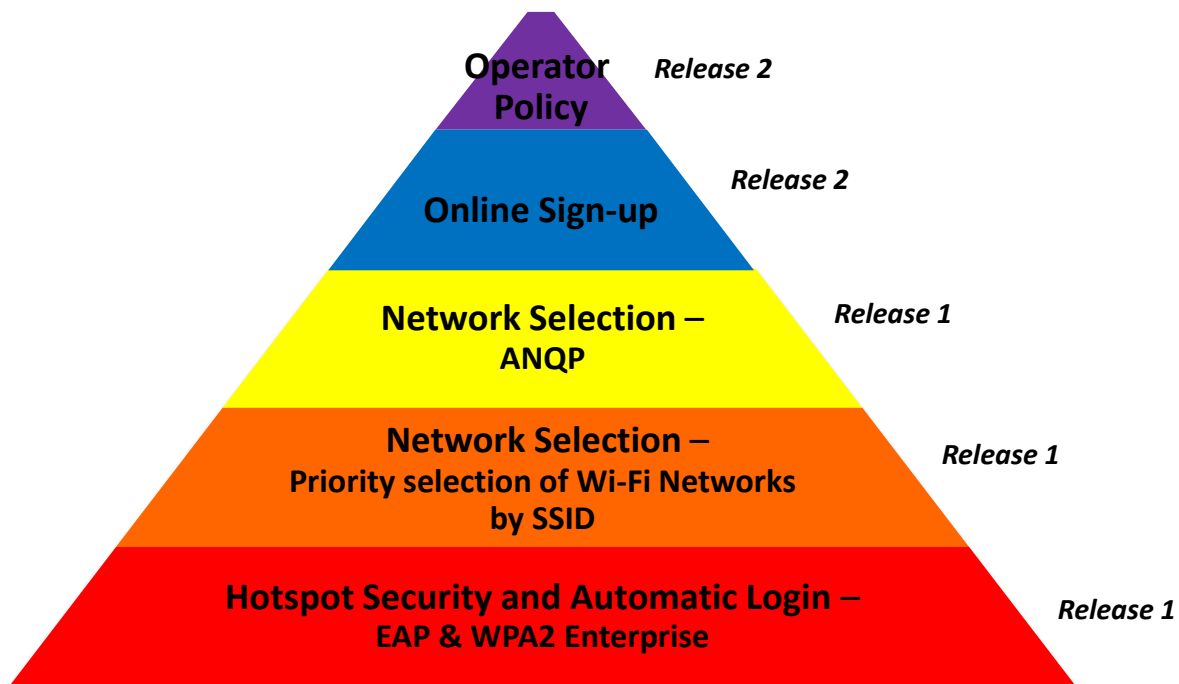 Operator
Policy
Release 2
Online Sign-up
Release 2
Network Selection –
ANQP
Release 1
Network Selection –
Priority selection of Wi-Fi Networks
by SSID
Release 1
Hotspot Security and Automatic Login –
EAP & WPA2 Enterprise
Release 1